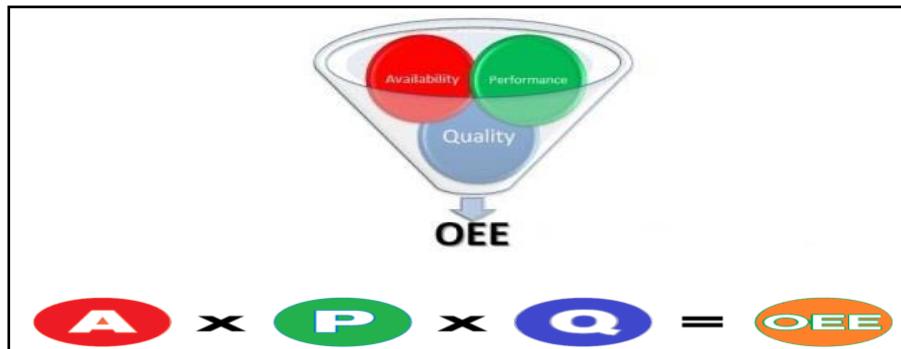 Availability Performance
Quality
OEE
A x P x Q = OEE